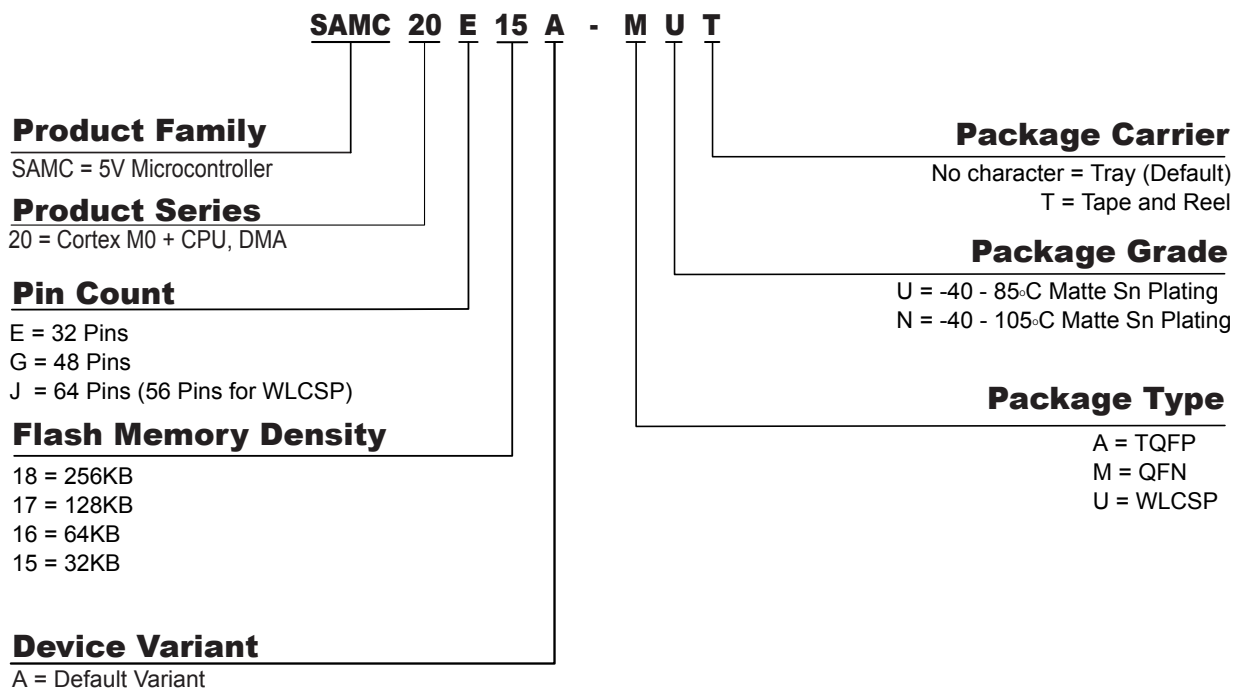 SAMC 20 E 15 A - M U T
Product Family
SAMC = 5V Microcontroller
Product Series
20 = Cortex M0 + CPU, DMA
Pin Count
E = 32 Pins
G = 48 Pins
J = 64 Pins (56 Pins for WLCSP)
Flash Memory Density
18 = 256KB
17 = 128KB
16 = 64KB
15 = 32KB
Device Variant
A = Default Variant
Package Carrier
No character = Tray (Default)
T = Tape and Reel
Package Grade
U = -40 - 85°C Matte Sn Plating
N = -40 - 105°C Matte Sn Plating
Package Type
A = TQFP
M = QFN
U = WLCSP